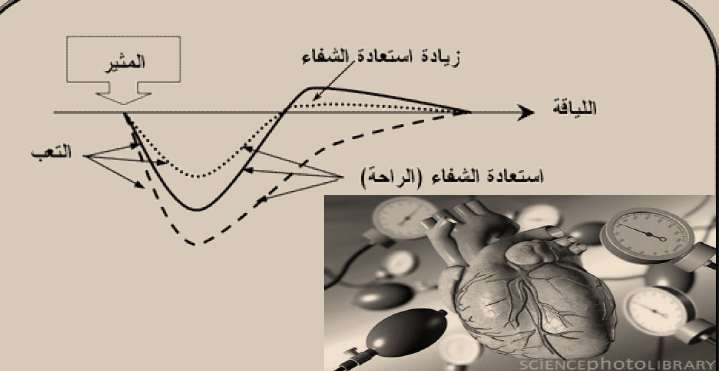 زيادة استعادة الشفاء
المثير
اللياقة
التعب
استعادة الشفاء (الراحة)
SCIENCEPHOTOLIBRARY